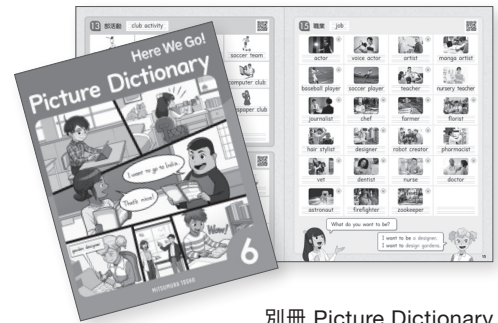 Here We Go!
Picture Dictionary
I want to go to India.
That's nice!
garden designer
Wow!
6
MITSUMURA TOSHO
13 部活動 club activity
soccer team
computer club
newspaper club
15 職業 job
actor voice actor artist manga artist
baseball player soccer player teacher nursery teacher
journalist chef farmer florist
hair stylist designer robot creator pharmacist
vet dentist nurse doctor
astronaut firefighter zookeeper
What do you want to be?
I want to be a designer.
I want to design gardens.
別冊 Picture Dictionary